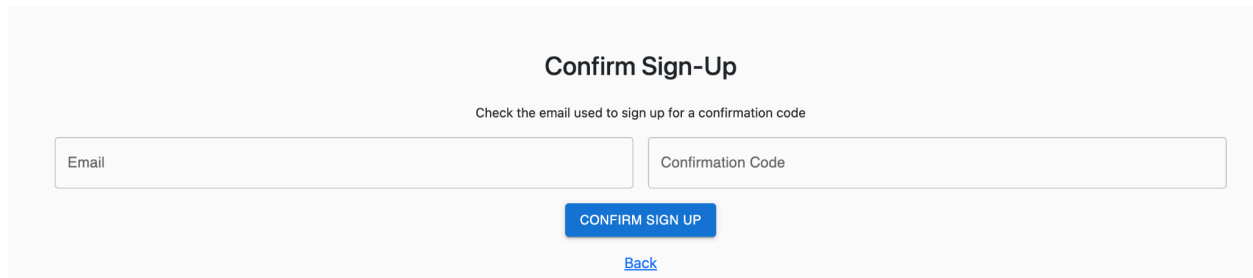 Confirm Sign-Up
Check the email used to sign up for a confirmation code
Email
Confirmation Code
CONFIRM SIGN UP
Back